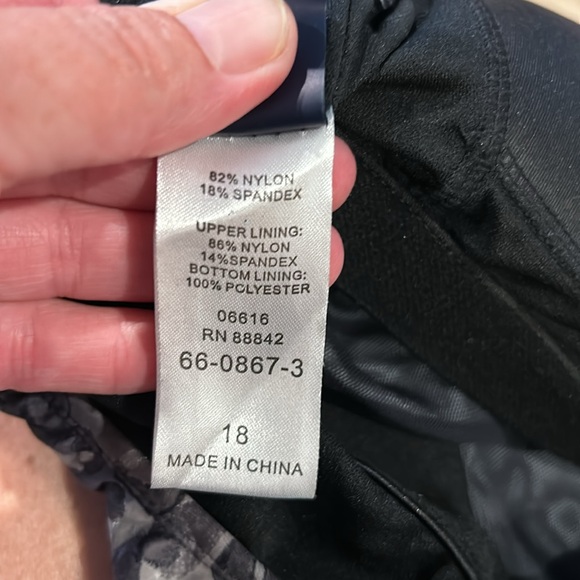 82% NYLON
18% SPANDEX
UPPER LINING:
86% NYLON
14%SPANDEX
BOTTOM LINING:
100% POLYESTER
06616
RN 88842
66-0867-3
18
MADE IN CHINA